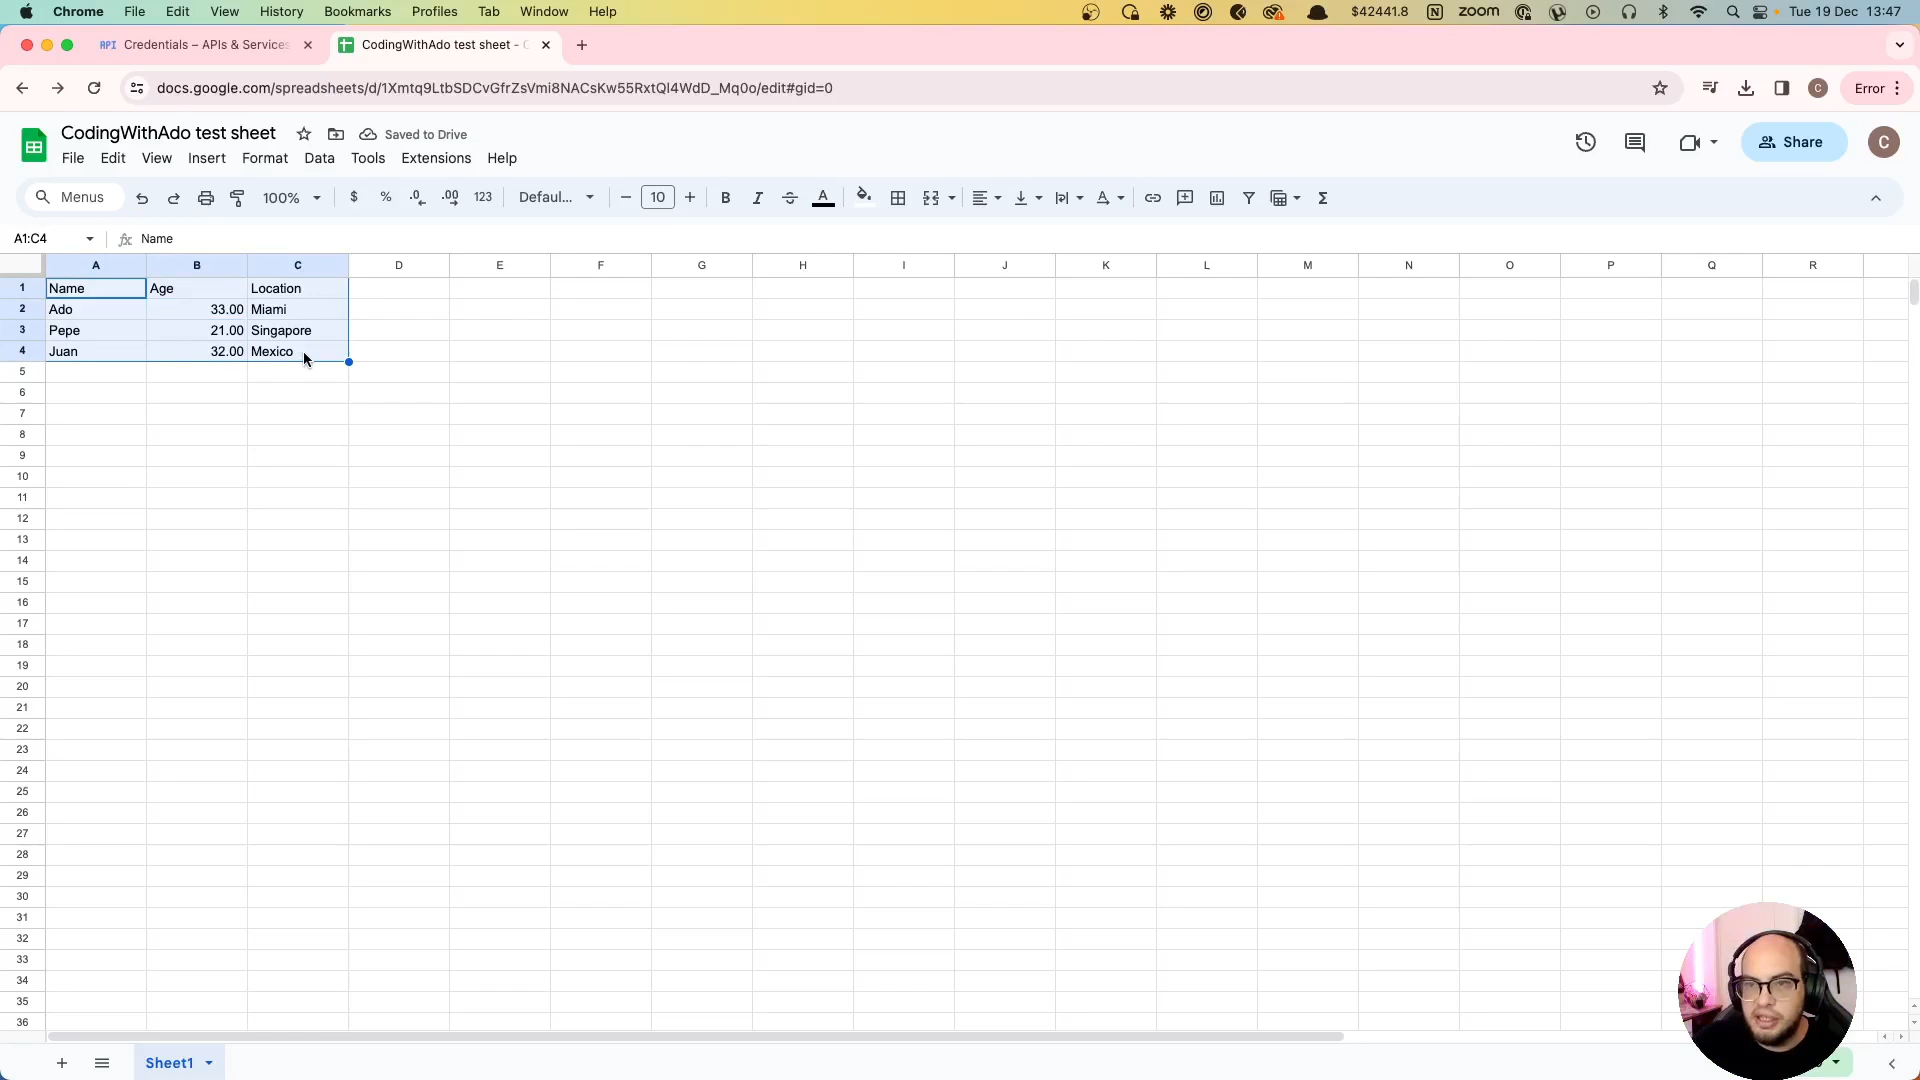 Chrome File Edit View History Bookmarks Profiles Tab Window Help $42441.8 zoom Tue 19 Dec 13:47
API Credentials – APIs & Services CodingWithAdo test sheet -
docs.google.com/spreadsheets/d/1Xmtq9LtbSDCvGfrZsVmi8NACsKw55RxtQl4WdD_Mq0o/edit#gid=0 C Error
CodingWithAdo test sheet Saved to Drive
File Edit View Insert Format Data Tools Extensions Help Share C
Menus 100% $ % .0 .00 123 Defaul... − 10 + B I A Σ
A1:C4 fx Name
A B C D E F G H I J K L M N O P Q R
1 Name Age Location
2 Ado 33.00 Miami
3 Pepe 21.00 Singapore
4 Juan 32.00 Mexico
5
6
7
8
9
10
11
12
13
14
15
16
17
18
19
20
21
22
23
24
25
26
27
28
29
30
31
32
33
34
35
36
Sheet1